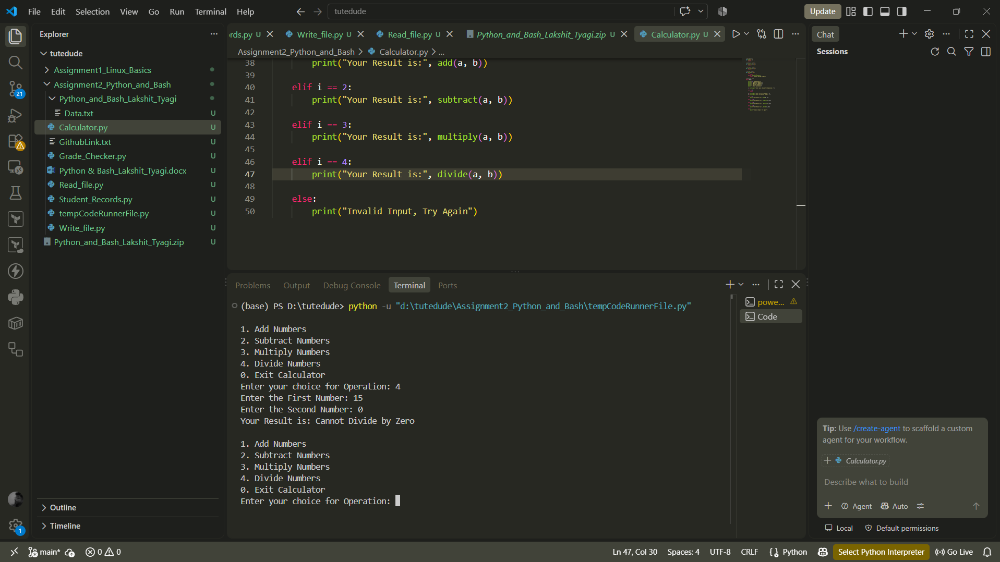 File Edit Selection View Go Run Terminal Help
tutedude
Update
Explorer
tutedude
Assignment1_Linux_Basics
Assignment2_Python_and_Bash
Python_and_Bash_Lakshit_Tyagi
Data.txt U
Calculator.py U
GithubLink.txt U
Grade_Checker.py U
Python & Bash_Lakshit_Tyagi.docx U
Read_file.py U
Student_Records.py U
tempCodeRunnerFile.py U
Write_file.py U
Python_and_Bash_Lakshit_Tyagi.zip U
21
Outline
Timeline
1
rds.py U Write_file.py U Read_file.py U Python_and_Bash_Lakshit_Tyagi.zip U Calculator.py U
Assignment2_Python_and_Bash > Calculator.py > ...
38 print("Your Result is:", add(a, b))
39
40 elif i == 2:
41 print("Your Result is:", subtract(a, b))
42
43 elif i == 3:
44 print("Your Result is:", multiply(a, b))
45
46 elif i == 4:
47 print("Your Result is:", divide(a, b))
48
49 else:
50 print("Invalid Input, Try Again")
Problems Output Debug Console Terminal Ports
(base) PS D:\tutedude> python -u "d:\tutedude\Assignment2_Python_and_Bash\tempCodeRunnerFile.py"
1. Add Numbers
2. Subtract Numbers
3. Multiply Numbers
4. Divide Numbers
0. Exit Calculator
Enter your choice for Operation: 4
Enter the First Number: 15
Enter the Second Number: 0
Your Result is: Cannot Divide by Zero
1. Add Numbers
2. Subtract Numbers
3. Multiply Numbers
4. Divide Numbers
0. Exit Calculator
Enter your choice for Operation:
powe...
Code
Chat
Sessions
Tip: Use /create-agent to scaffold a custom
agent for your workflow.
Calculator.py
Describe what to build
Agent Auto
Local Default permissions
main* 0 0
Ln 47, Col 30 Spaces: 4 UTF-8 CRLF Python Select Python Interpreter Go Live